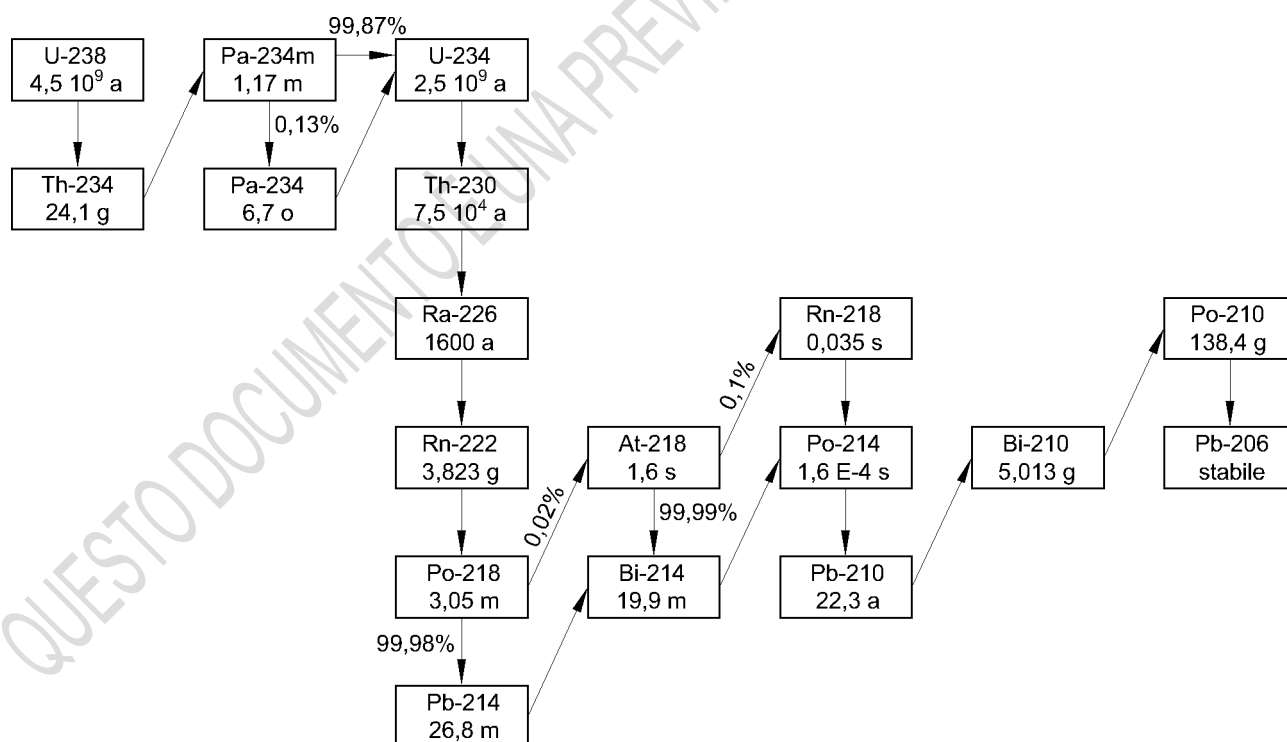 99,87%
U-238
4,5 10⁹ a
Pa-234m
1,17 m
U-234
2,5 10⁹ a
0,13%
Th-234
24,1 g
Pa-234
6,7 o
Th-230
7,5 10⁴ a
Ra-226
1600 a
Rn-218
0,035 s
Po-210
138,4 g
0,1%
Rn-222
3,823 g
At-218
1,6 s
Po-214
1,6 E-4 s
Bi-210
5,013 g
Pb-206
stabile
0,02%
99,99%
Po-218
3,05 m
Bi-214
19,9 m
Pb-210
22,3 a
99,98%
Pb-214
26,8 m
QUESTO DOCUMENTO È UNA PREVI